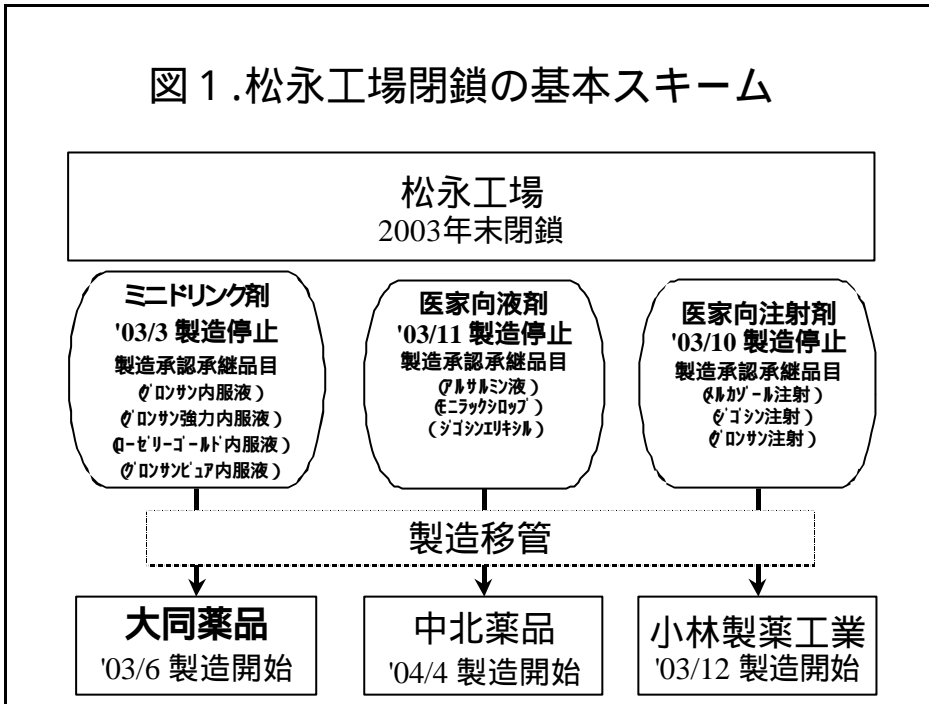 図１.松永工場閉鎖の基本スキーム
松永工場
2003年末閉鎖
ミニドリンク剤
'03/3 製造停止
製造承認承継品目
(グロンサン内服液)
(グロンサン強力内服液)
(ローゼリーゴールド内服液)
(グロンサンピュア内服液)
医家向液剤
'03/11 製造停止
製造承認承継品目
(アルサルミン液)
(モニラックシロップ)
(ジゴシンエリキシル)
医家向注射剤
'03/10 製造停止
製造承認承継品目
(メルカゾール注射)
(ジゴシン注射)
(グロンサン注射)
製造移管
大同薬品
'03/6 製造開始
中北薬品
'04/4 製造開始
小林製薬工業
'03/12 製造開始